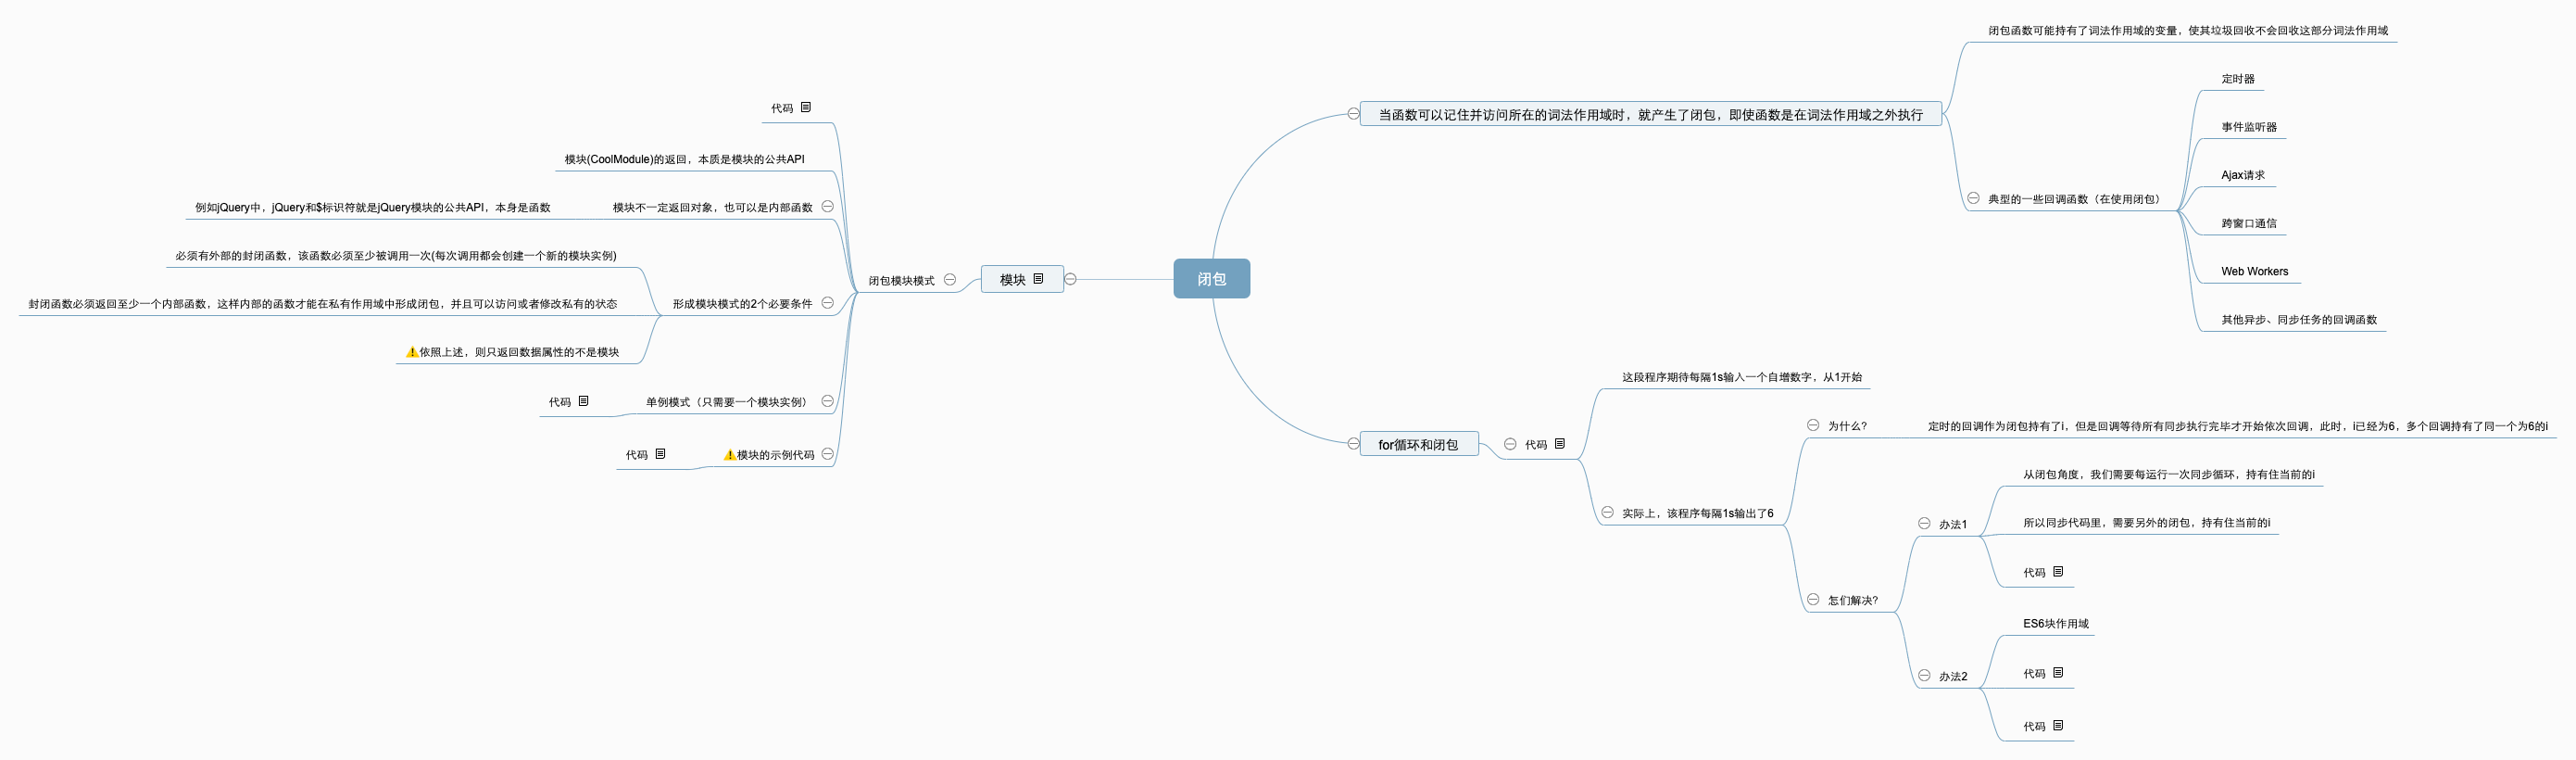 闭包
当函数可以记住并访问所在的词法作用域时，就产生了闭包，即使函数是在词法作用域之外执行
闭包函数可能持有了词法作用域的变量，使其垃圾回收不会回收这部分词法作用域
典型的一些回调函数（在使用闭包）
定时器
事件监听器
Ajax请求
跨窗口通信
Web Workers
其他异步、同步任务的回调函数
for循环和闭包
代码
这段程序期待每隔1s输入一个自增数字，从1开始
实际上，该程序每隔1s输出了6
为什么?
定时的回调作为闭包持有了i，但是回调等待所有同步执行完毕才开始依次回调，此时，i已经为6，多个回调持有了同一个为6的i
怎们解决?
办法1
从闭包角度，我们需要每运行一次同步循环，持有住当前的i
所以同步代码里，需要另外的闭包，持有住当前的i
代码
办法2
ES6块作用域
代码
代码
模块
闭包模块模式
代码
模块(CoolModule)的返回，本质是模块的公共API
模块不一定返回对象，也可以是内部函数
例如jQuery中，jQuery和$标识符就是jQuery模块的公共API，本身是函数
形成模块模式的2个必要条件
必须有外部的封闭函数，该函数必须至少被调用一次(每次调用都会创建一个新的模块实例)
封闭函数必须返回至少一个内部函数，这样内部的函数才能在私有作用域中形成闭包，并且可以访问或者修改私有的状态
依照上述，则只返回数据属性的不是模块
单例模式（只需要一个模块实例）
代码
模块的示例代码
代码